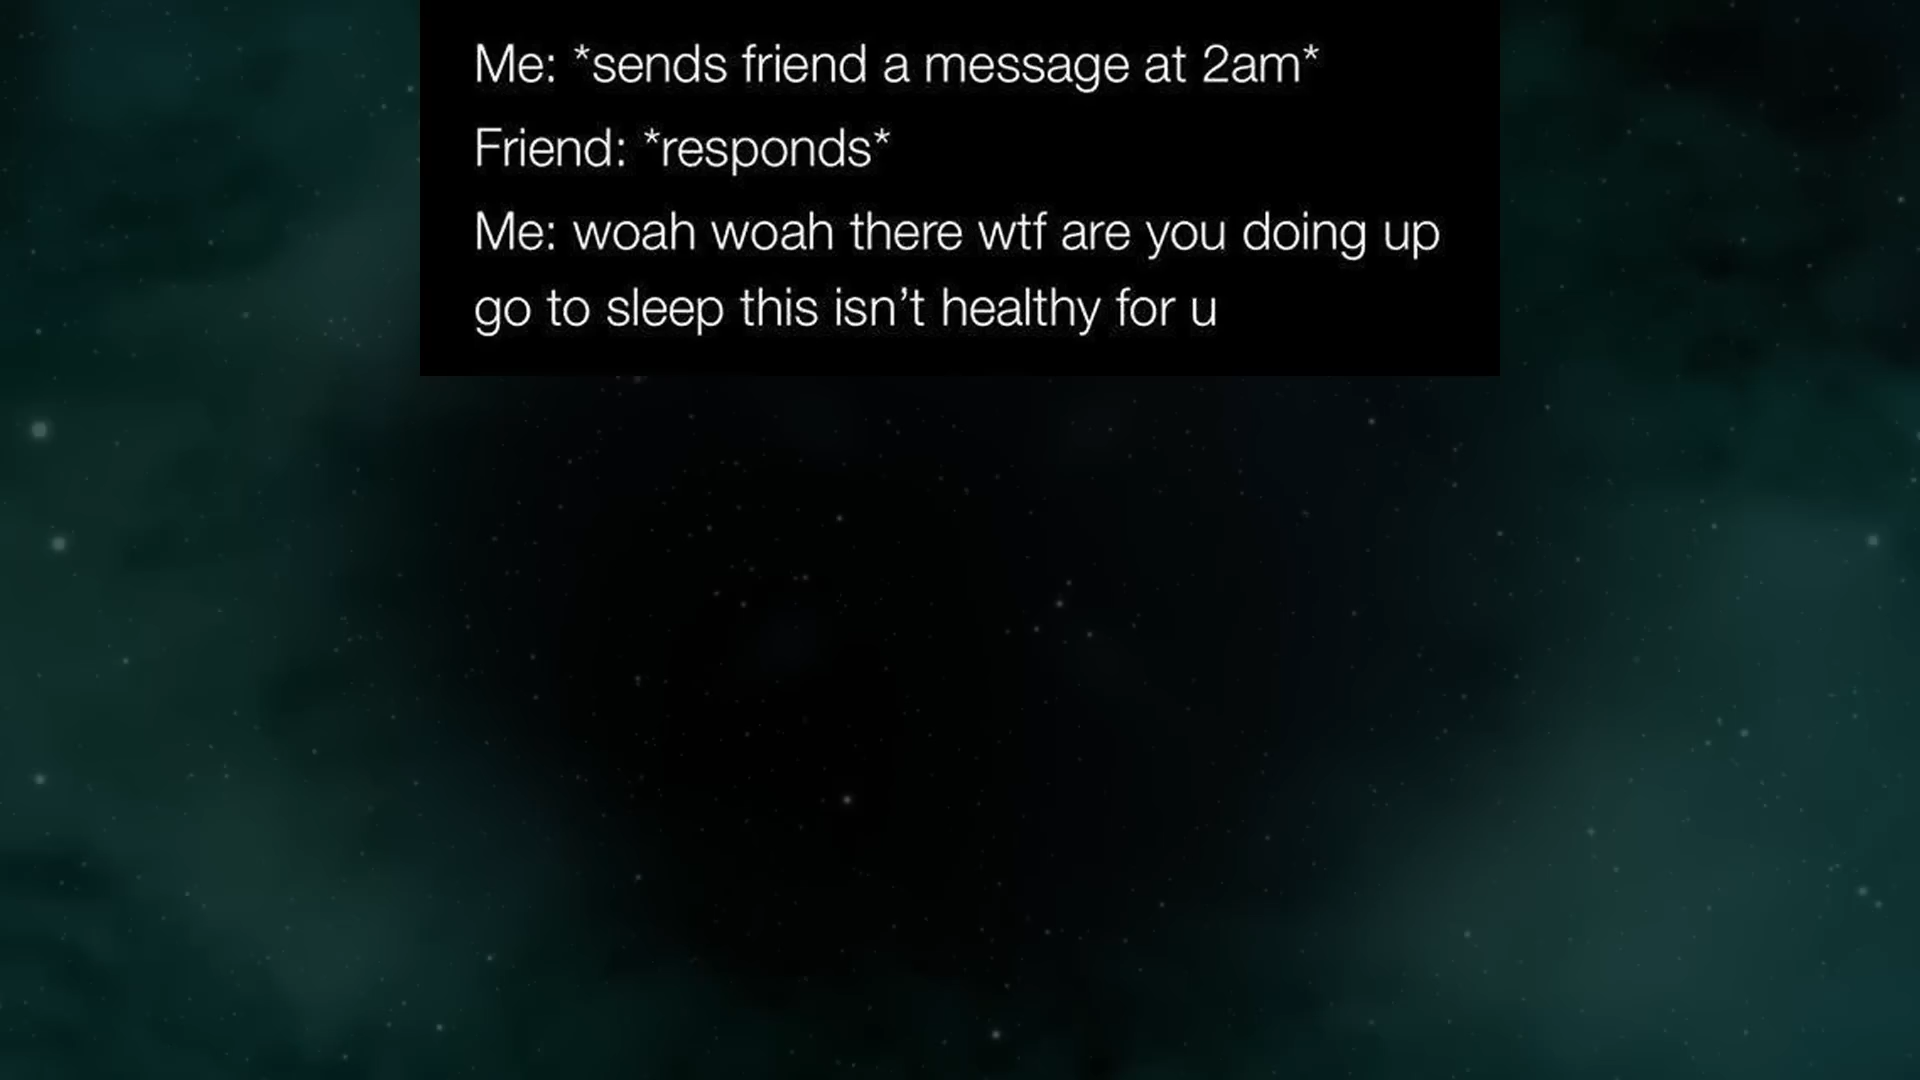 Me: *sends friend a message at 2am*
Friend: *responds*
Me: woah woah there wtf are you doing up
go to sleep this isn’t healthy for u